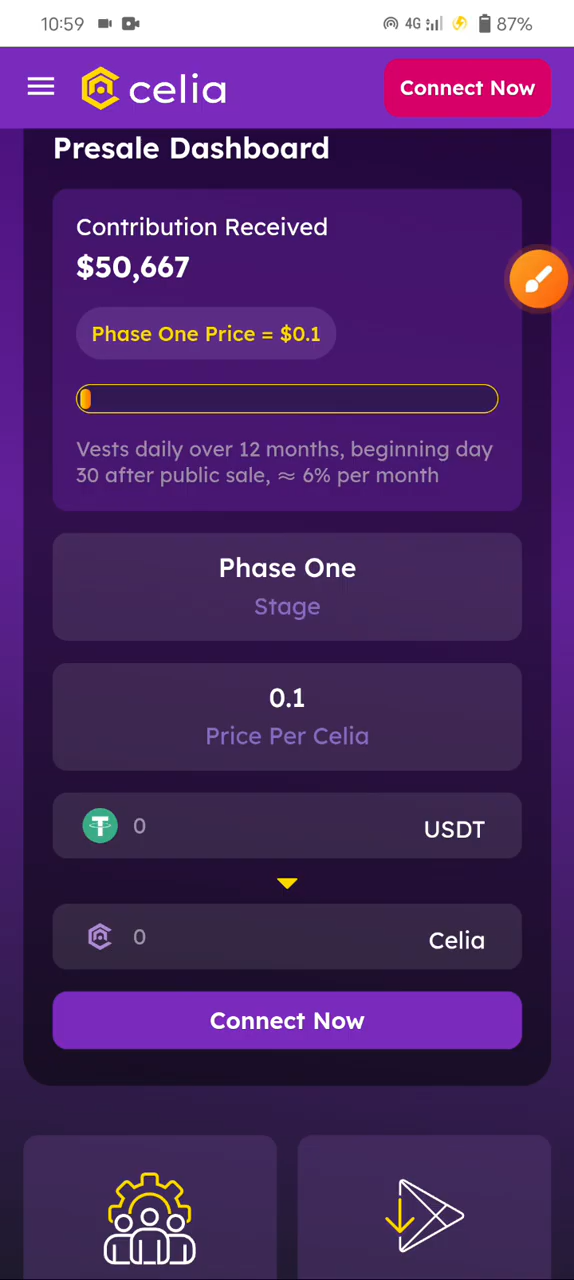 10:59
4G
87%
celia
Connect Now
Presale Dashboard
Contribution Received
$50,667
Phase One Price = $0.1
Vests daily over 12 months, beginning day
30 after public sale, ≈ 6% per month
Phase One
Stage
0.1
Price Per Celia
0
USDT
0
Celia
Connect Now